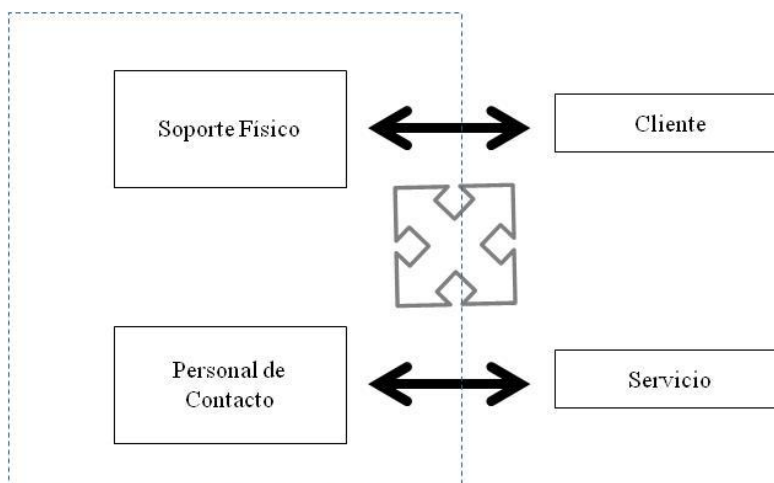 Soporte Físico
Cliente
Personal de
Contacto
Servicio